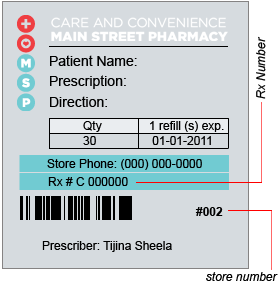 CARE AND CONVENIENCE
MAIN STREET PHARMACY
M
S
P
Patient Name:
Prescription:
Direction:
Qty 1 refill (s) exp.
30 01-01-2011
Store Phone: (000) 000-0000
Rx # C 000000
#002
Prescriber: Tijina Sheela
Rx Number
store number